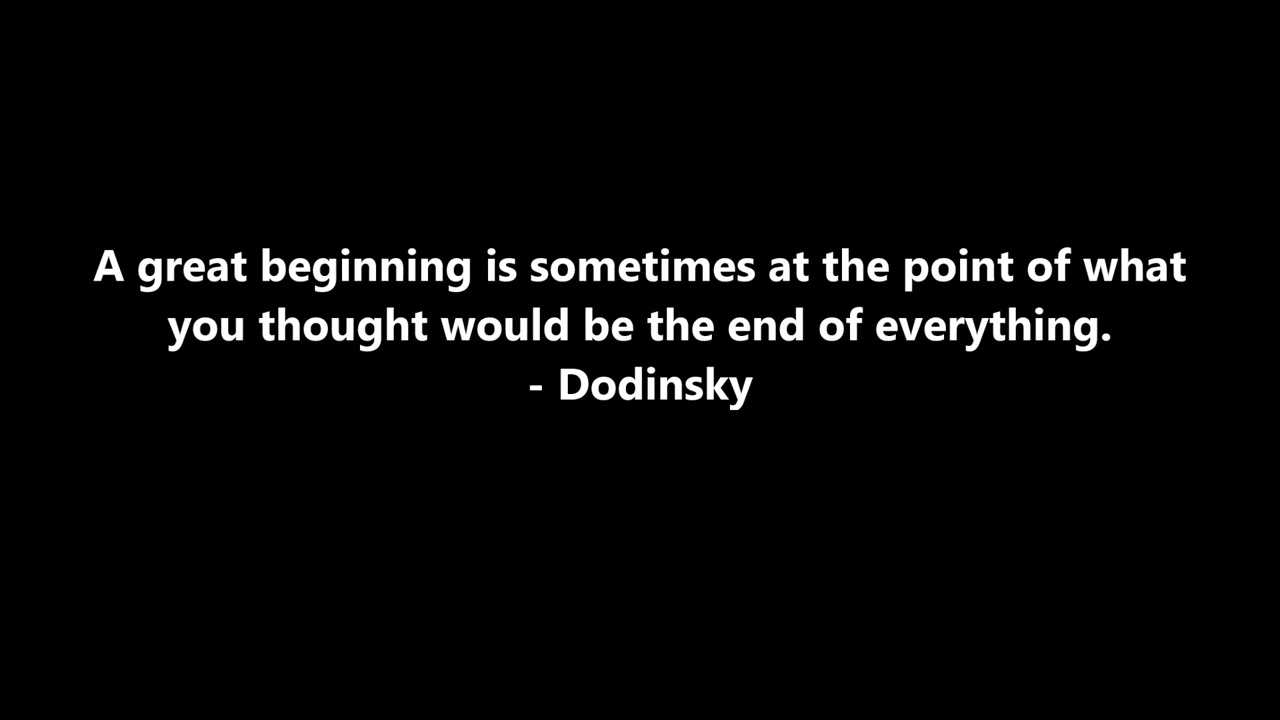 A great beginning is sometimes at the point of what
you thought would be the end of everything.
- Dodinsky